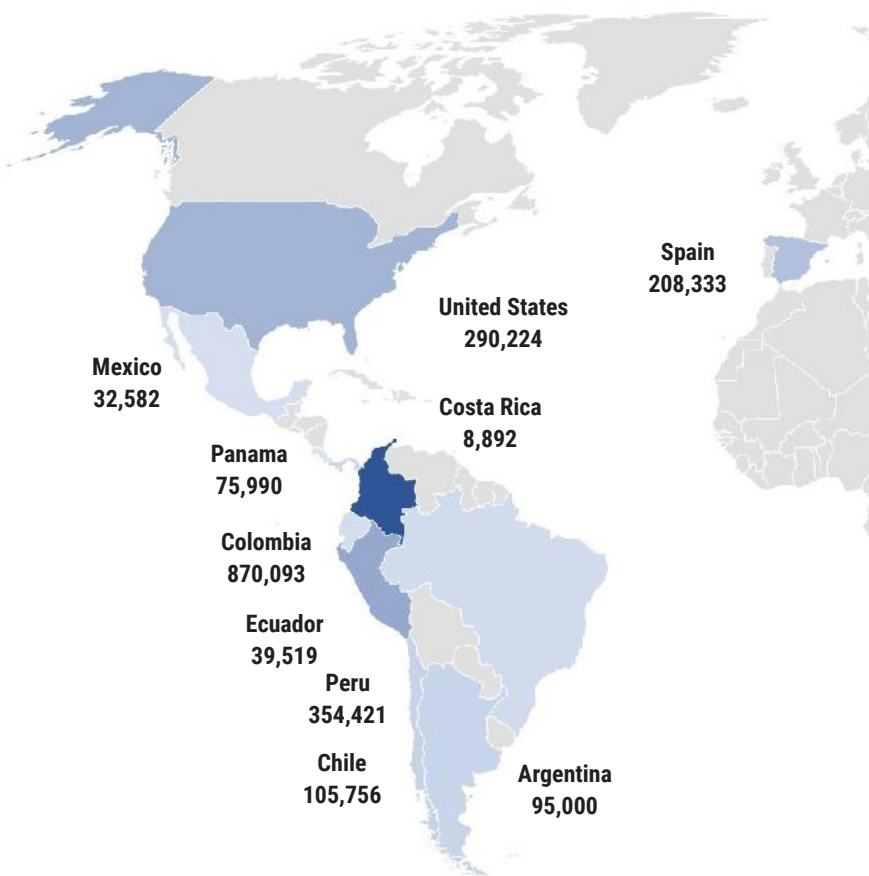 Spain
208,333
United States
290,224
Mexico
32,582
Costa Rica
8,892
Panama
75,990
Colombia
870,093
Ecuador
39,519
Peru
354,421
Chile
105,756
Argentina
95,000